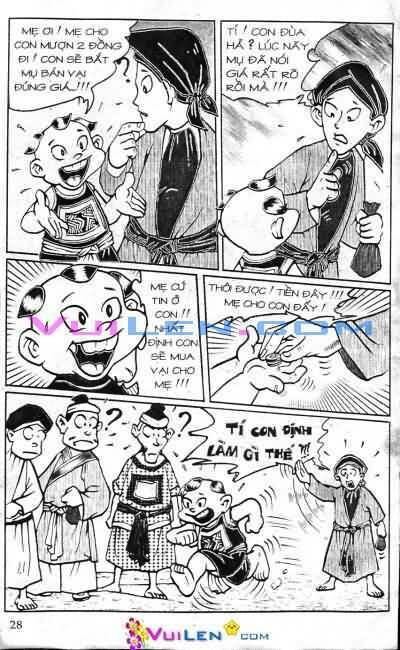 MẸ ƠI! MẸ CHO
CON MƯỢN 2 ĐỒNG
ĐI! CON SẼ BẮT
MỤ BÁN VẠI
ĐÚNG GIÁ...!!!
?
TÍ! CON ĐÙA
HẢ? LÚC NÃY
MỤ ĐÃ NÓI
GIÁ RẤT RÕ
RỒI MÀ!!!
MẸ CỨ
TIN Ở
CON!!
NHẤT
ĐỊNH CON
SẼ MUA
VẠI CHO
MẸ!!!
THÔI ĐƯỢC! TIỀN ĐÂY!!!
MẸ CHO CON ĐẤY!
VUILEN.COM
? ?
TÍ CON ĐỊNH
LÀM GÌ THẾ?!!
28
VUILEN.COM